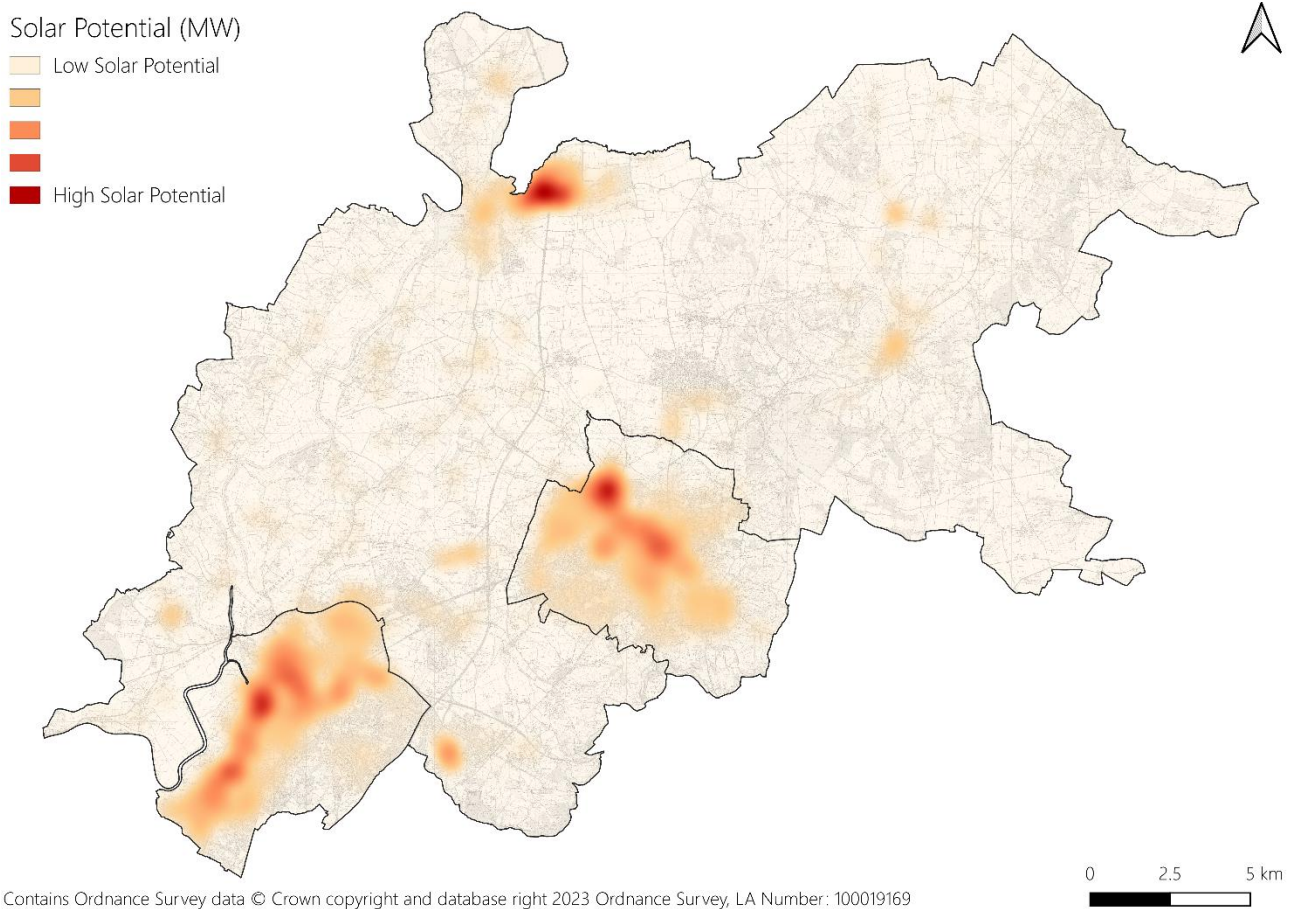 Solar Potential (MW)
Low Solar Potential
High Solar Potential
0 2.5 5 km
Contains Ordnance Survey data © Crown copyright and database right 2023 Ordnance Survey, LA Number: 100019169